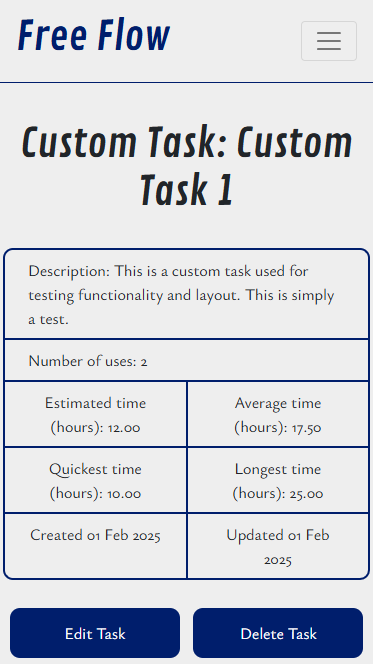 Free Flow
Custom Task: Custom
Task 1
Description: This is a custom task used for
testing functionality and layout. This is simply
a test.
Number of uses: 2
Estimated time
(hours): 12.00
Average time
(hours): 17.50
Quickest time
(hours): 10.00
Longest time
(hours): 25.00
Created 01 Feb 2025
Updated 01 Feb
2025
Edit Task
Delete Task